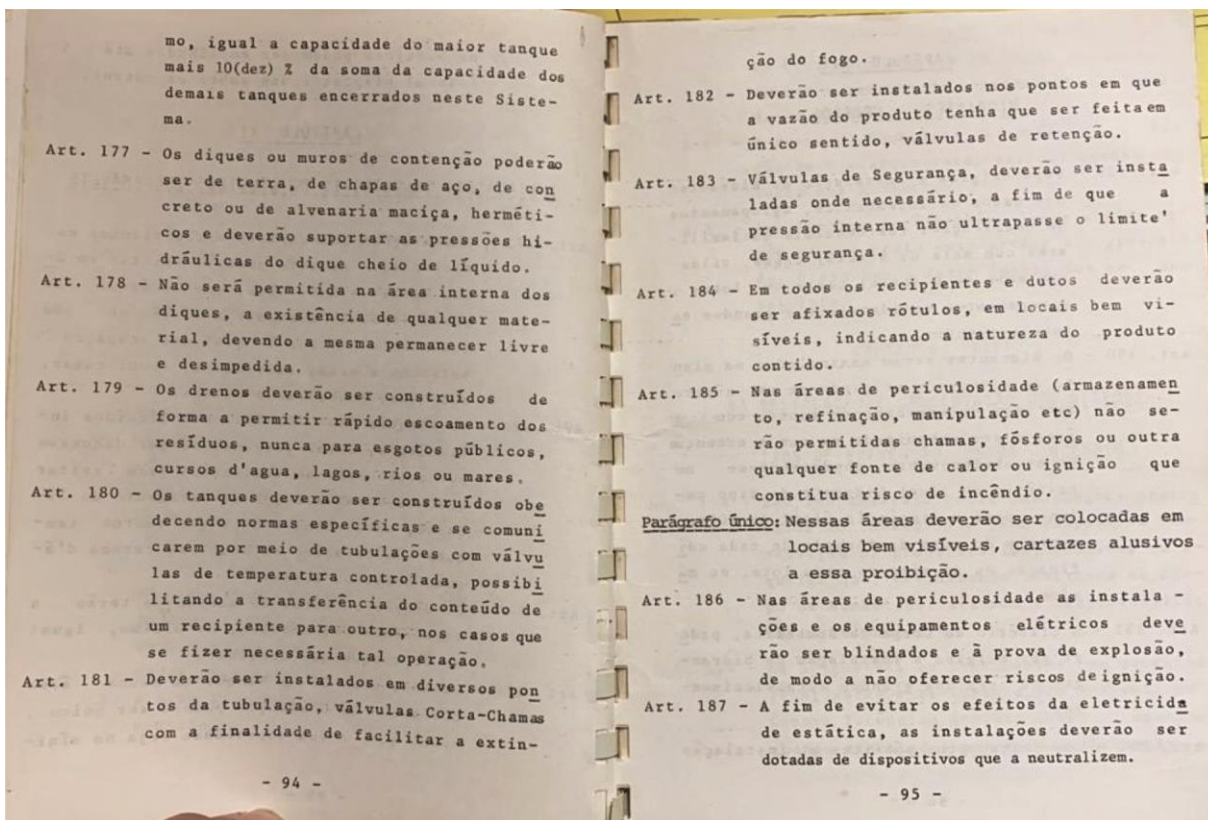 mo, igual a capacidade do maior tanque
mais 10(dez) % da soma da capacidade dos
demais tanques encerrados neste Siste-
ma.
Art. 177 - Os diques ou muros de contenção poderão
ser de terra, de chapas de aço, de con
creto ou de alvenaria maciça, herméti-
cos e deverão suportar as pressões hi-
dráulicas do dique cheio de líquido.
Art. 178 - Não será permitida na área interna dos
diques, a existência de qualquer mate-
rial, devendo a mesma permanecer livre
e desimpedida.
Art. 179 - Os drenos deverão ser construídos de
forma a permitir rápido escoamento dos
resíduos, nunca para esgotos públicos,
cursos d'agua, lagos, rios ou mares.
Art. 180 - Os tanques deverão ser construídos obe
decendo normas específicas e se comuni
carem por meio de tubulações com válvu
las de temperatura controlada, possibi
litando a transferência do conteúdo de
um recipiente para outro, nos casos que
se fizer necessária tal operação.
Art. 181 - Deverão ser instalados em diversos pon
tos da tubulação, válvulas Corta-Chamas
com a finalidade de facilitar a extin-
- 94 -
ção do fogo.
Art. 182 - Deverão ser instalados nos pontos em que
a vazão do produto tenha que ser feita em
único sentido, válvulas de retenção.
Art. 183 - Válvulas de Segurança, deverão ser insta
ladas onde necessário, a fim de que a
pressão interna não ultrapasse o limite'
de segurança.
Art. 184 - Em todos os recipientes e dutos deverão
ser afixados rótulos, em locais bem vi-
síveis, indicando a natureza do produto
contido.
Art. 185 - Nas áreas de periculosidade (armazenamen
to, refinação, manipulação etc) não se-
rão permitidas chamas, fósforos ou outra
qualquer fonte de calor ou ignição que
constitua risco de incêndio.
Parágrafo único: Nessas áreas deverão ser colocadas em
locais bem visíveis, cartazes alusivos
a essa proibição.
Art. 186 - Nas áreas de periculosidade as instala -
ções e os equipamentos elétricos deve
rão ser blindados e à prova de explosão,
de modo a não oferecer riscos de ignição.
Art. 187 - A fim de evitar os efeitos da eletricida
de estática, as instalações deverão ser
dotadas de dispositivos que a neutralizem.
- 95 -